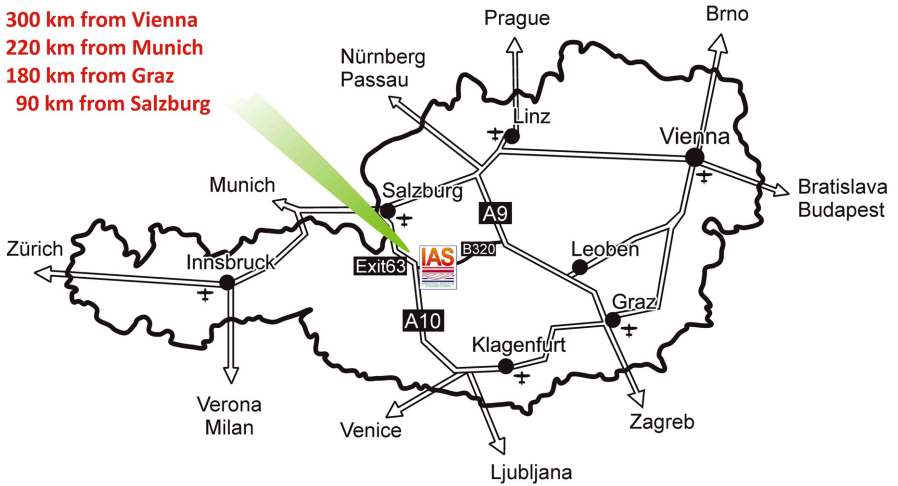 300 km from Vienna
220 km from Munich
180 km from Graz
90 km from Salzburg
Prague
Brno
Nürnberg
Passau
Linz
Vienna
Munich
Salzburg
Bratislava
Budapest
A9
Zürich
Innsbruck
Exit63
IAS
B320
Leoben
A10
Graz
Klagenfurt
Verona
Milan
Venice
Zagreb
Ljubljana